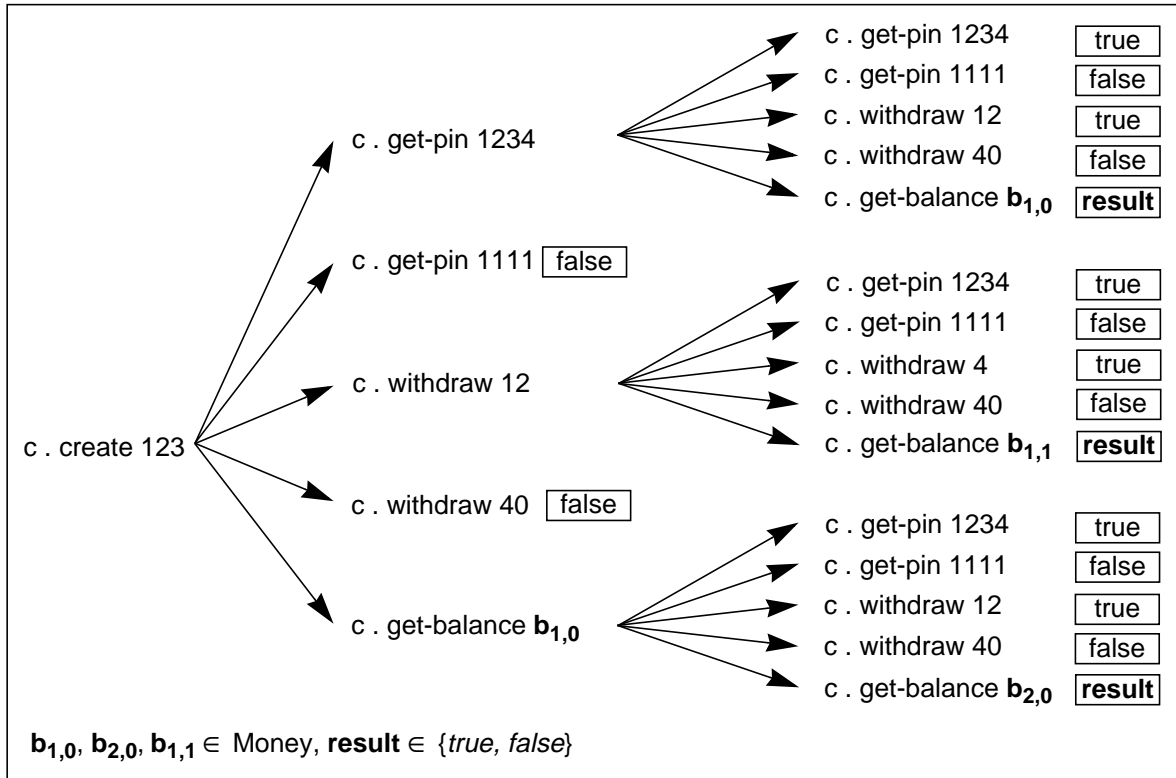 c . get-pin 1234 true
c . get-pin 1111 false
c . withdraw 12 true
c . withdraw 40 false
c . get-balance b1,0 result
c . get-pin 1234
c . get-pin 1111 false
c . get-pin 1234 true
c . get-pin 1111 false
c . withdraw 4 true
c . withdraw 40 false
c . get-balance b1,1 result
c . withdraw 12
c . create 123
c . withdraw 40 false
c . get-pin 1234 true
c . get-pin 1111 false
c . withdraw 12 true
c . withdraw 40 false
c . get-balance b2,0 result
c . get-balance b1,0
b1,0, b2,0, b1,1 ∈ Money, result ∈ {true, false}